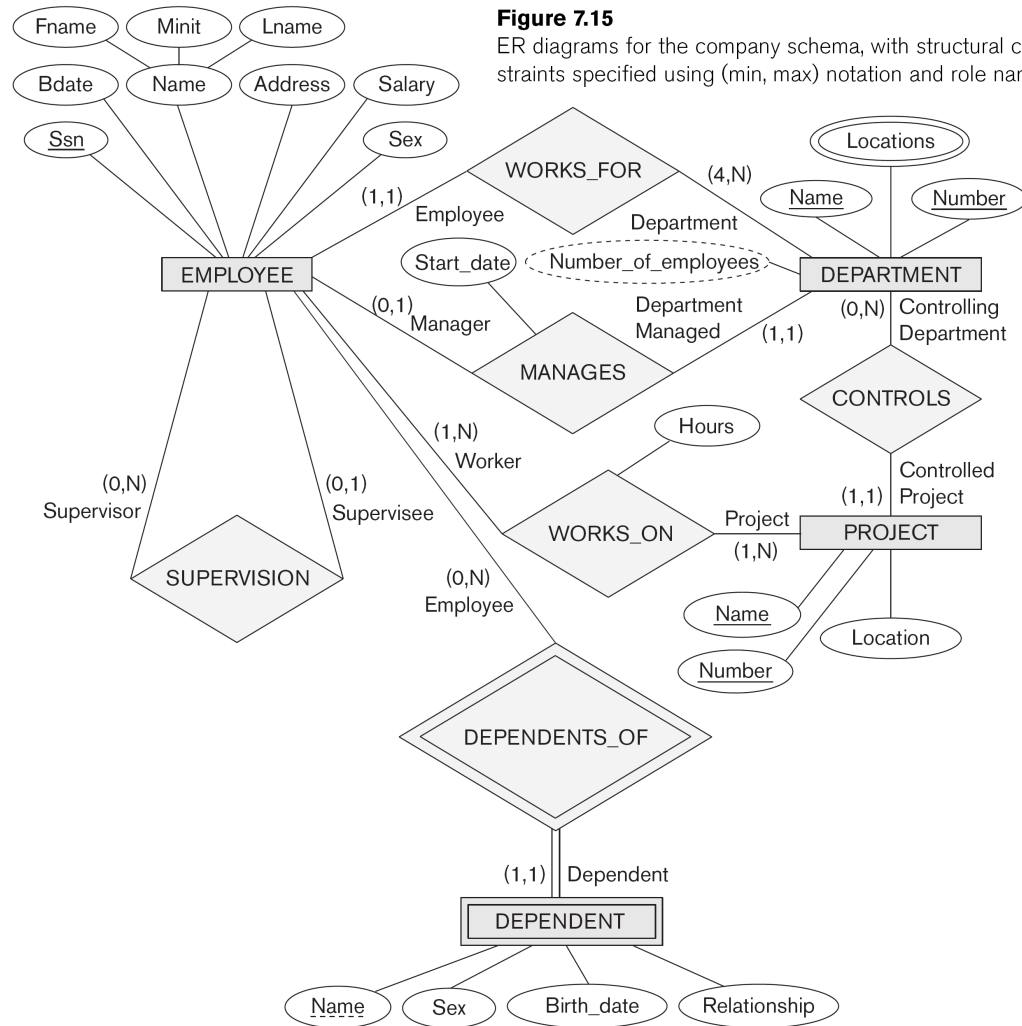 Figure 7.15
ER diagrams for the company schema, with structural c
straints specified using (min, max) notation and role nar
Fname
Minit
Lname
Bdate
Name
Address
Salary
Ssn
Sex
WORKS_FOR
Locations
(1,1)
Employee
(4,N)
Department
Name
Number
EMPLOYEE
Start_date
Number_of_employees
DEPARTMENT
(0,1)
Manager
Department
Managed
(1,1)
(0,N)
Controlling
Department
MANAGES
CONTROLS
Hours
(1,N)
Worker
(0,N)
Supervisor
(0,1)
Supervisee
Controlled
Project
(1,1)
WORKS_ON
Project
(1,N)
PROJECT
SUPERVISION
(0,N)
Employee
Name
Location
Number
DEPENDENTS_OF
(1,1)
Dependent
DEPENDENT
Name
Sex
Birth_date
Relationship